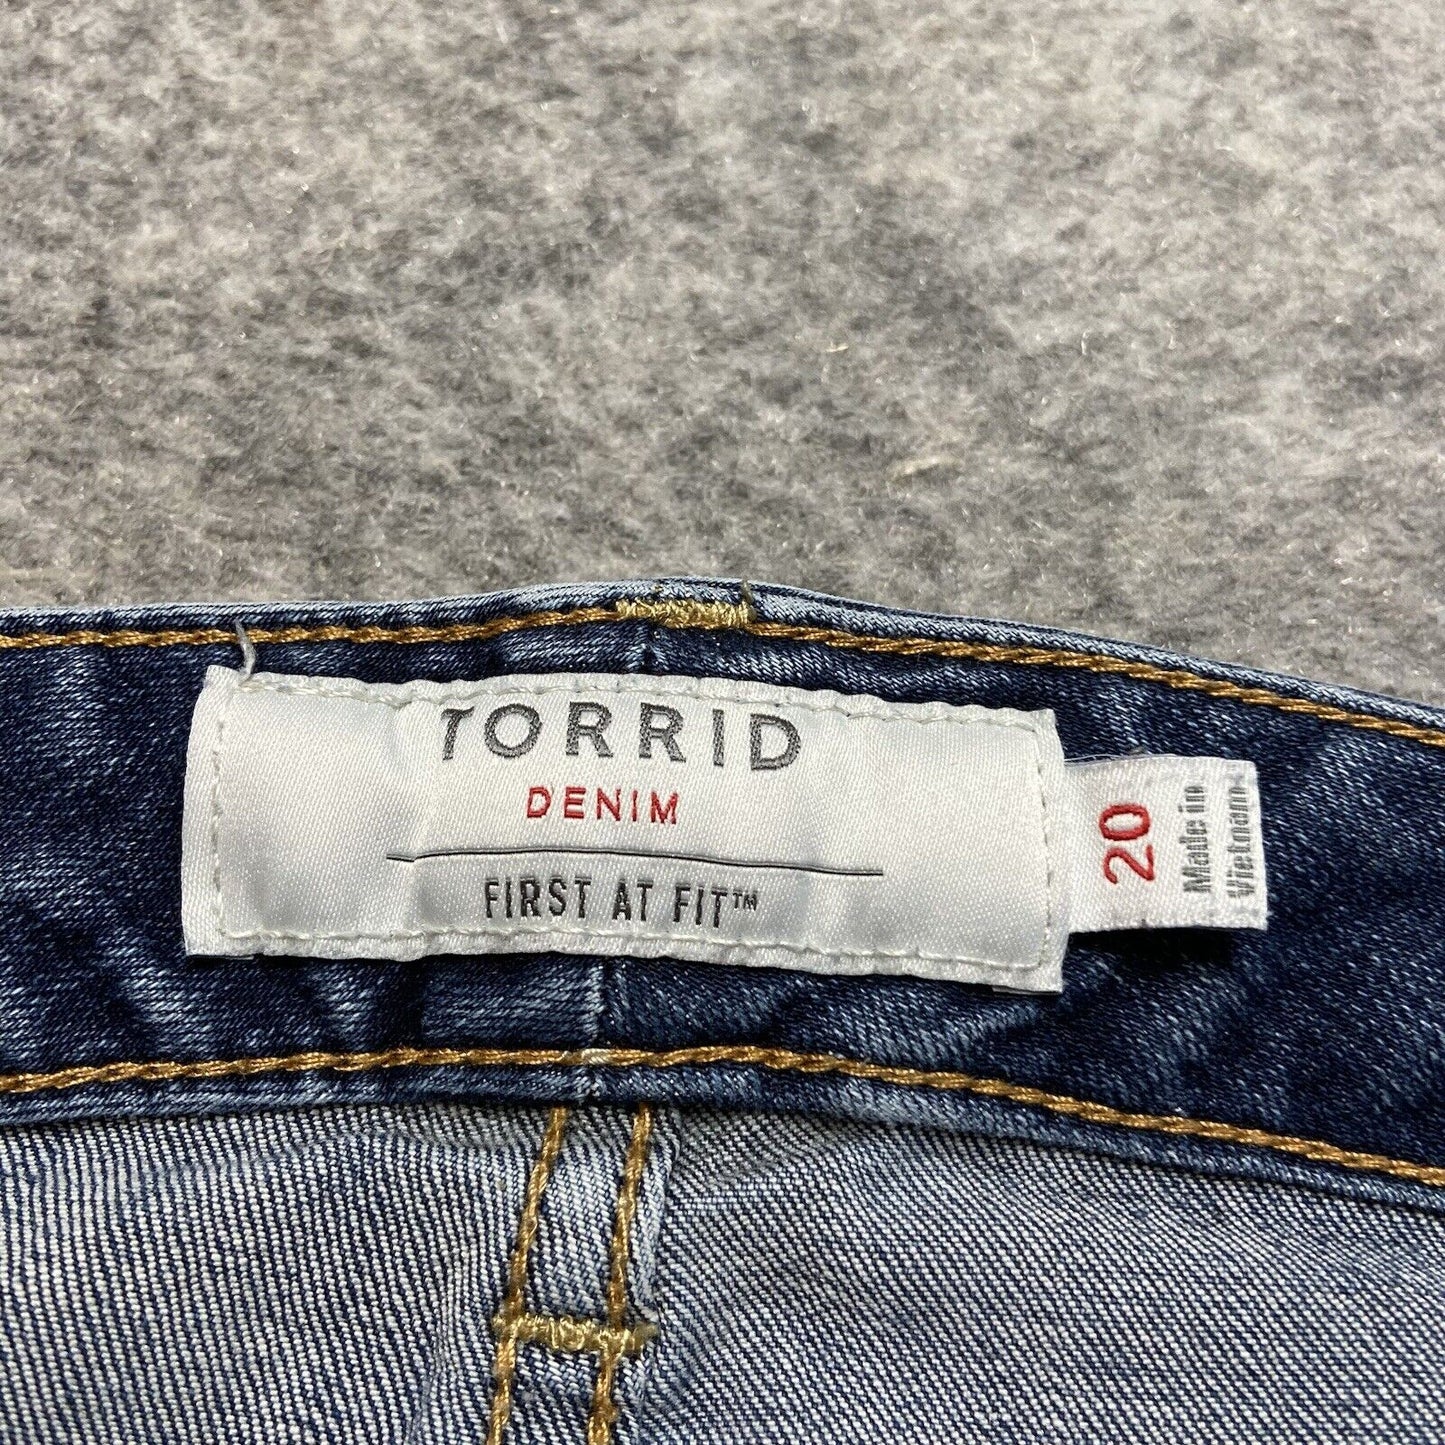 TORRID
DENIM
FIRST AT FIT™
20
Made in
Vietnam